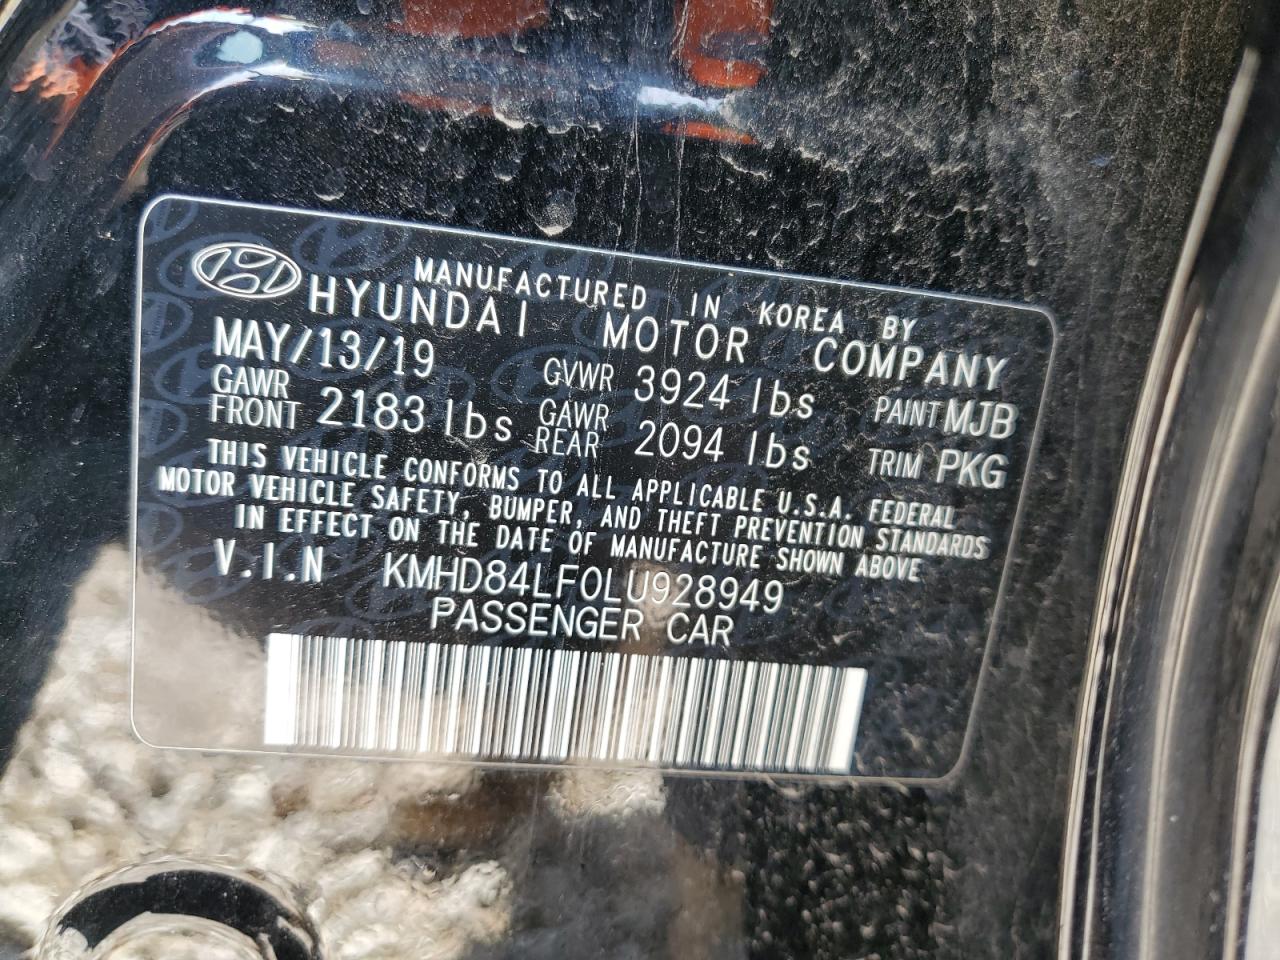 MANUFACTURED IN KOREA BY
HYUNDAI MOTOR COMPANY
MAY/13/19 GVWR 3924 lbs PAINT MJB
GAWR FRONT 2183 lbs GAWR REAR 2094 lbs TRIM PKG
THIS VEHICLE CONFORMS TO ALL APPLICABLE U.S.A. FEDERAL
MOTOR VEHICLE SAFETY, BUMPER, AND THEFT PREVENTION STANDARDS
IN EFFECT ON THE DATE OF MANUFACTURE SHOWN ABOVE
V.I.N KMHD84LF0LU928949
PASSENGER CAR